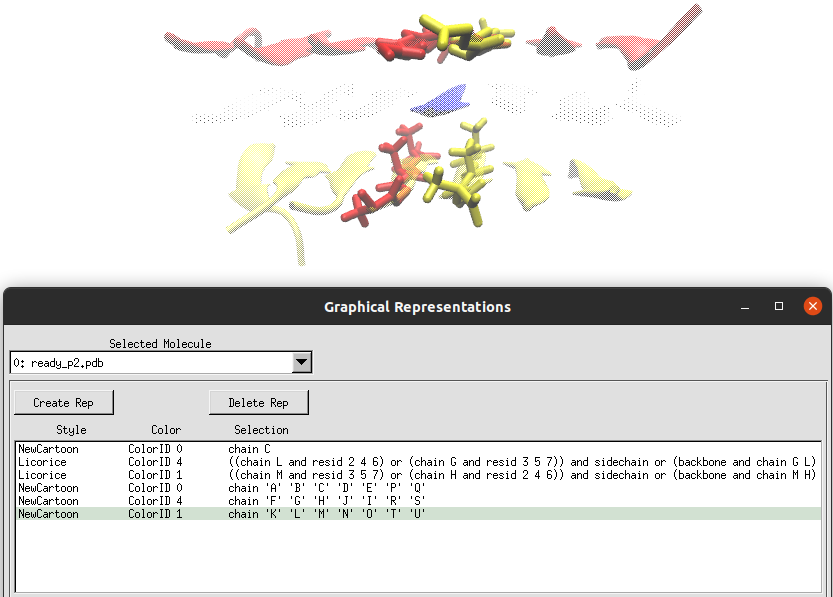 Graphical Representations
Selected Molecule
0: ready_p2.pdb
Create Rep Delete Rep
Style Color Selection
NewCartoon ColorID 0 chain C
Licorice ColorID 4 ((chain L and resid 2 4 6) or (chain G and resid 3 5 7)) and sidechain or (backbone and chain G L)
Licorice ColorID 1 ((chain M and resid 3 5 7) or (chain H and resid 2 4 6)) and sidechain or (backbone and chain M H)
NewCartoon ColorID 0 chain 'A' 'B' 'C' 'D' 'E' 'P' 'Q'
NewCartoon ColorID 4 chain 'F' 'G' 'H' 'J' 'I' 'R' 'S'
NewCartoon ColorID 1 chain 'K' 'L' 'M' 'N' 'O' 'T' 'U'